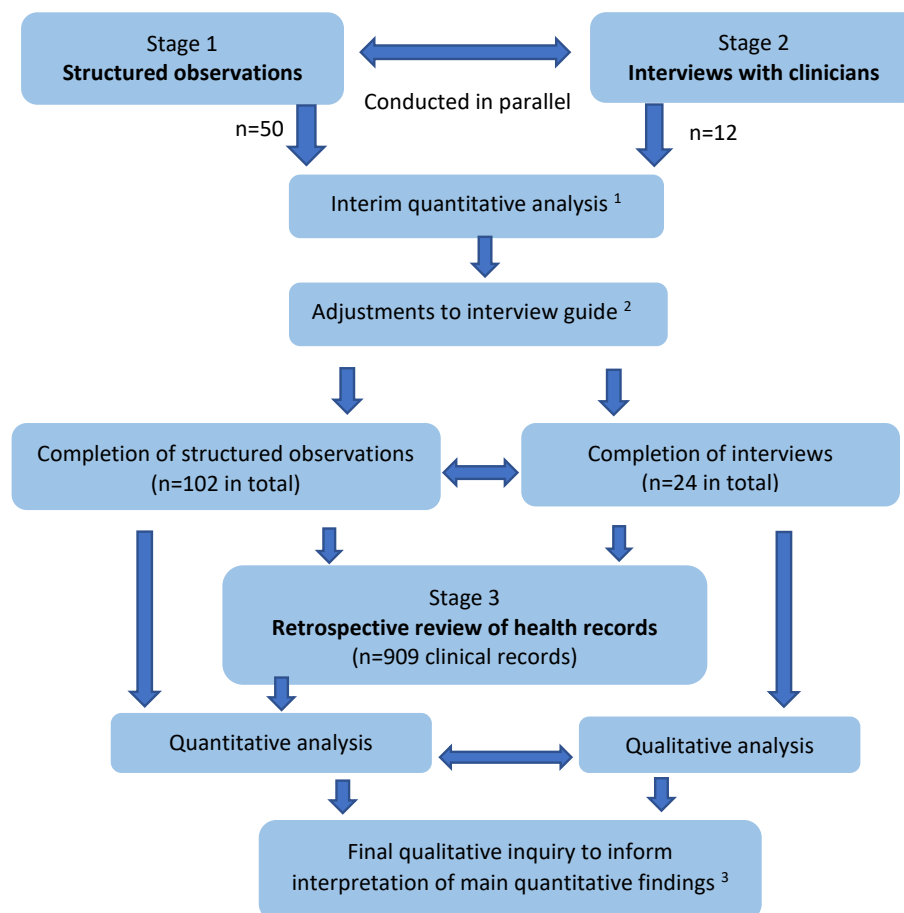 Stage 1
Structured observations
Stage 2
Interviews with clinicians
Conducted in parallel
n=50
n=12
Interim quantitative analysis 1
Adjustments to interview guide 2
Completion of structured observations
(n=102 in total)
Completion of interviews
(n=24 in total)
Stage 3
Retrospective review of health records
(n=909 clinical records)
Quantitative analysis
Qualitative analysis
Final qualitative inquiry to inform
interpretation of main quantitative findings 3